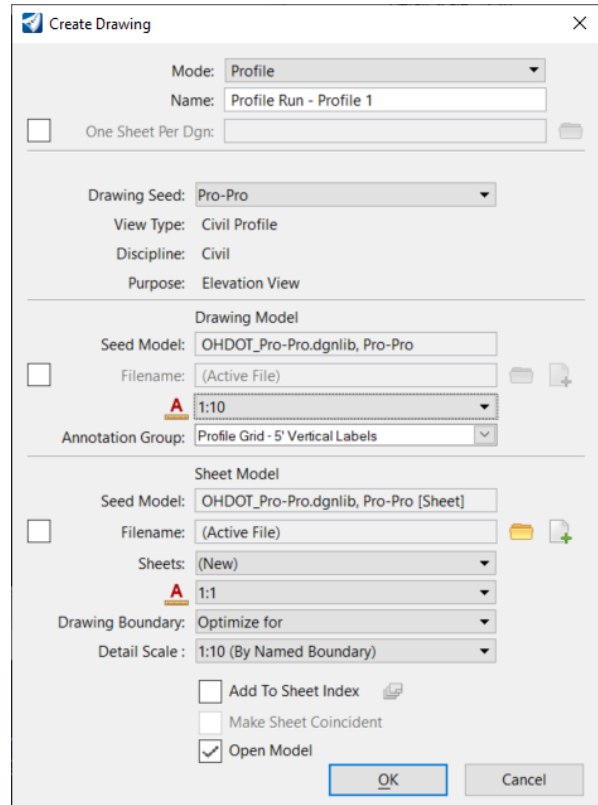 Create Drawing
Mode: Profile
Name: Profile Run - Profile 1
One Sheet Per Dgn:
Drawing Seed: Pro-Pro
View Type: Civil Profile
Discipline: Civil
Purpose: Elevation View
Drawing Model
Seed Model: OHDOT_Pro-Pro.dgnlib, Pro-Pro
Filename: (Active File)
A 1:10
Annotation Group: Profile Grid - 5' Vertical Labels
Sheet Model
Seed Model: OHDOT_Pro-Pro.dgnlib, Pro-Pro [Sheet]
Filename: (Active File)
Sheets: (New)
A 1:1
Drawing Boundary: Optimize for
Detail Scale : 1:10 (By Named Boundary)
Add To Sheet Index
Make Sheet Coincident
Open Model
OK Cancel